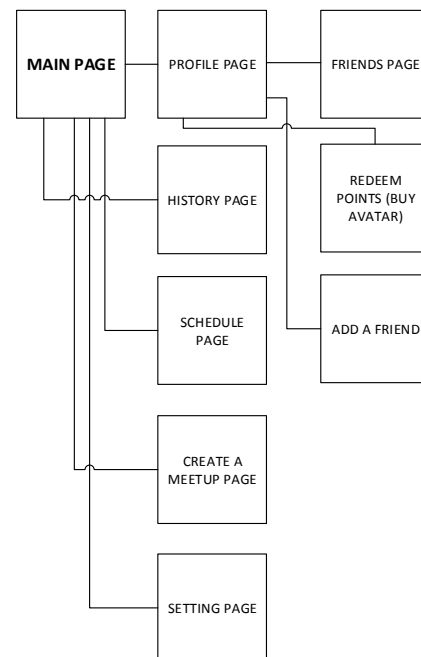 MAIN PAGE
PROFILE PAGE
FRIENDS PAGE
HISTORY PAGE
REDEEM
POINTS (BUY
AVATAR)
SCHEDULE
PAGE
ADD A FRIEND
CREATE A
MEETUP PAGE
SETTING PAGE